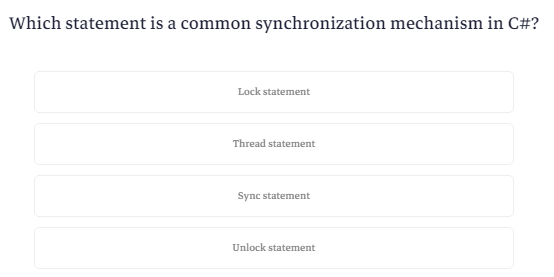 Which statement is a common synchronization mechanism in C#?
Lock statement
Thread statement
Sync statement
Unlock statement